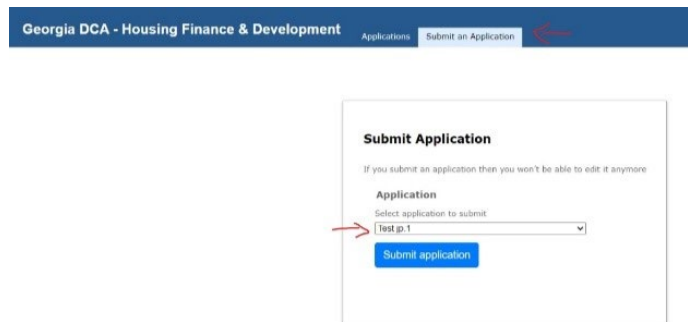 Georgia DCA - Housing Finance & Development
Applications
Submit an Application
Submit Application
If you submit an application then you won't be able to edit it anymore
Application
Select application to submit
Test jp.1
Submit application